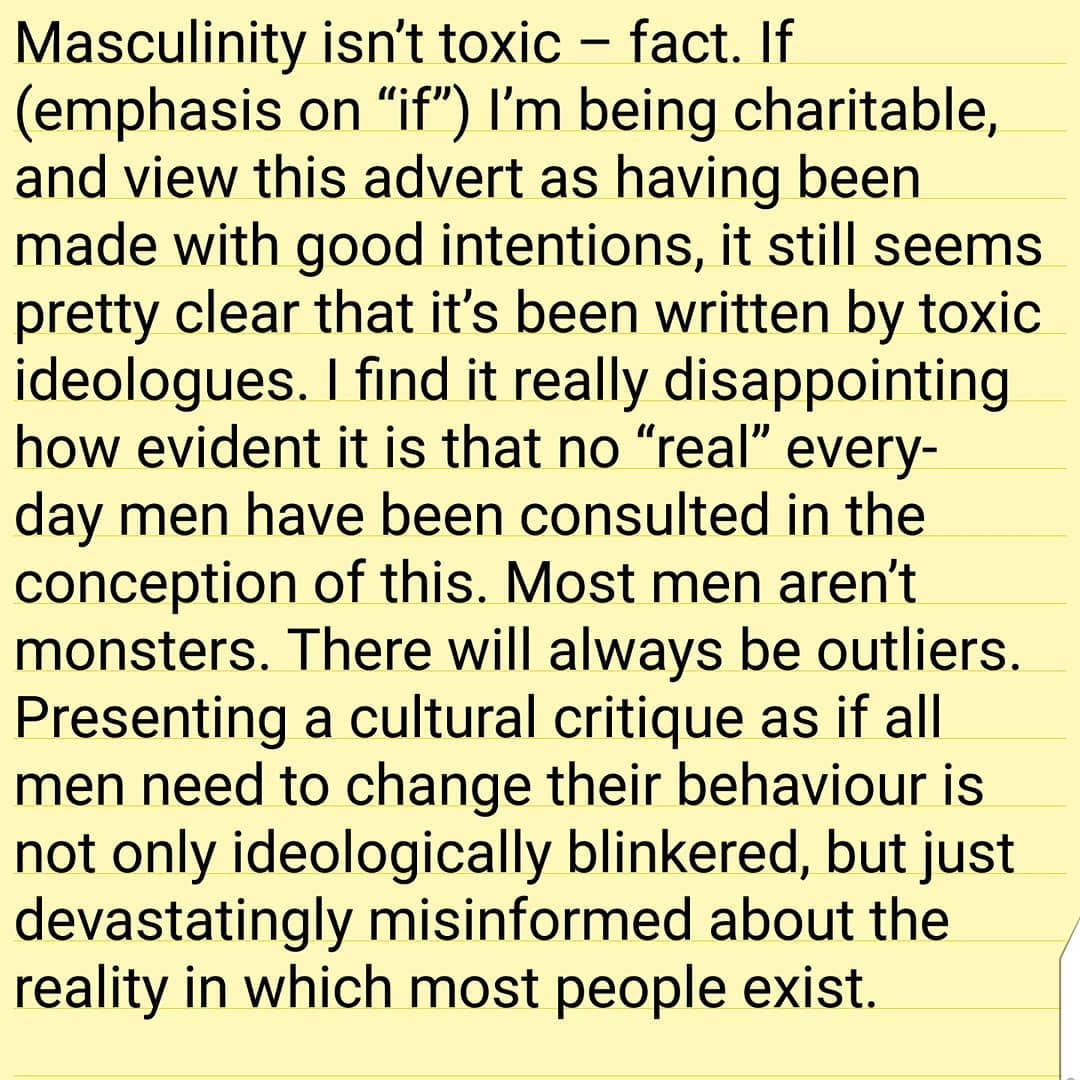 Masculinity isn’t toxic – fact. If
(emphasis on “if”) I’m being charitable,
and view this advert as having been
made with good intentions, it still seems
pretty clear that it’s been written by toxic
ideologues. I find it really disappointing
how evident it is that no “real” every-
day men have been consulted in the
conception of this. Most men aren’t
monsters. There will always be outliers.
Presenting a cultural critique as if all
men need to change their behaviour is
not only ideologically blinkered, but just
devastatingly misinformed about the
reality in which most people exist.